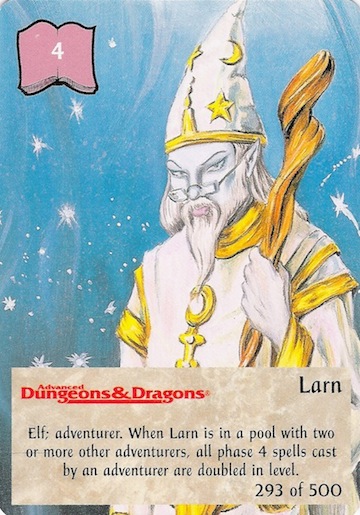 4
Larn
Advanced
Dungeons&Dragons®
Elf; adventurer. When Larn is in a pool with two
or more other adventurers, all phase 4 spells cast
by an adventurer are doubled in level.
293 of 500